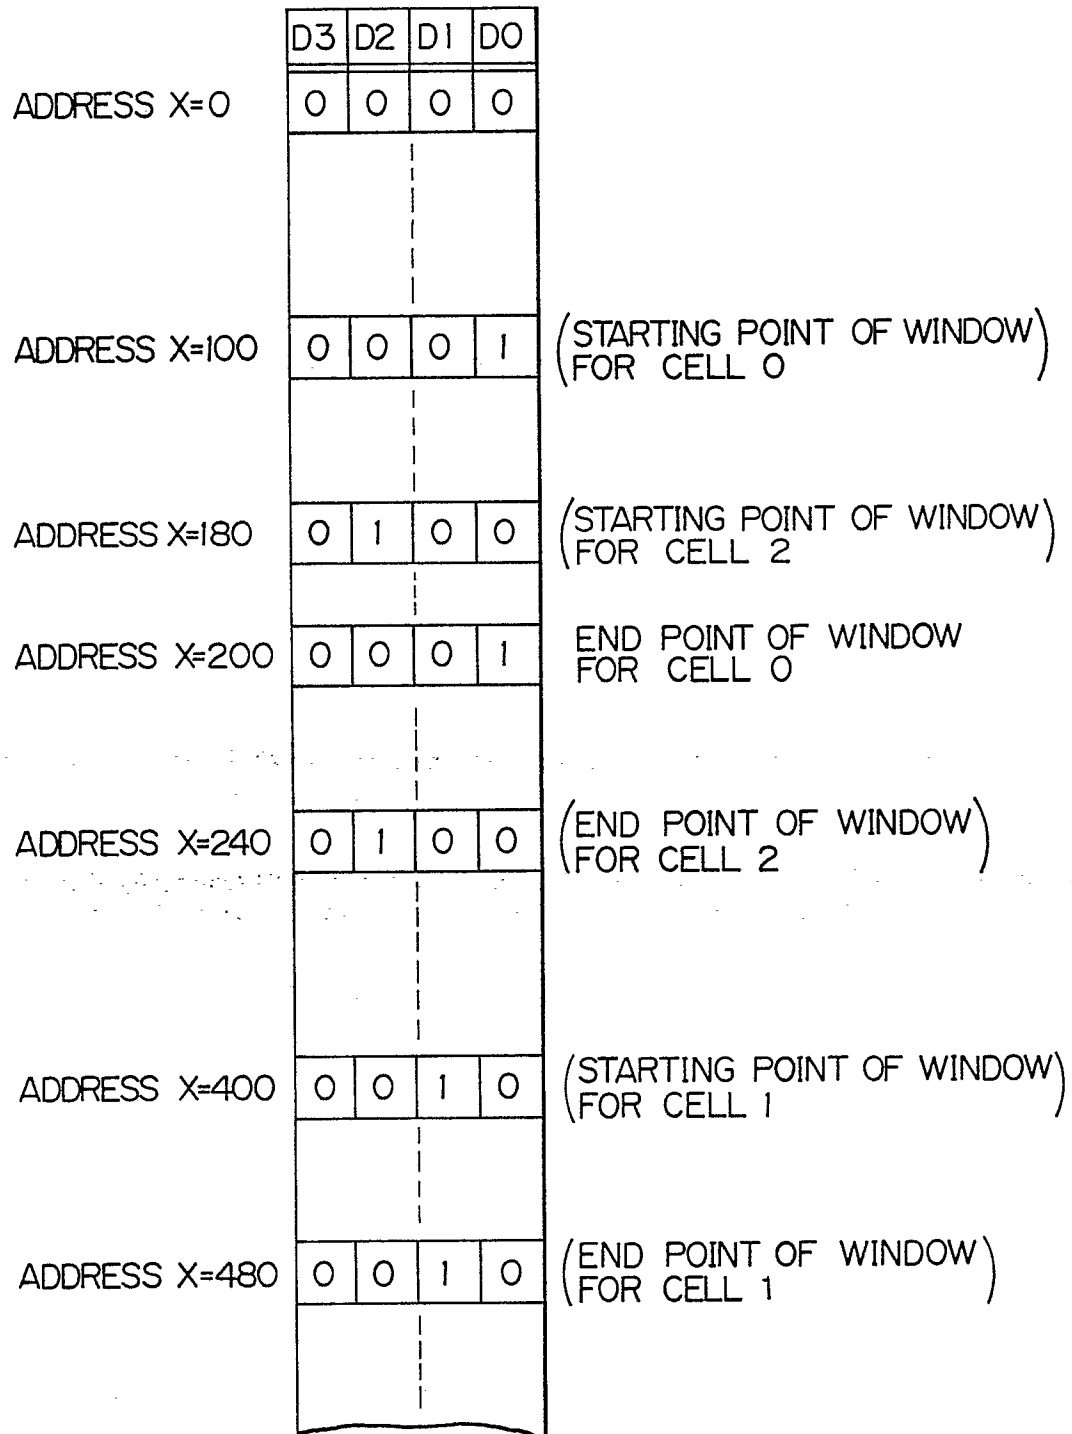 D3 D2 D1 D0
ADDRESS X=0 0 0 0 0
ADDRESS X=100 0 0 0 1 (STARTING POINT OF WINDOW
FOR CELL 0)
ADDRESS X=180 0 1 0 0 (STARTING POINT OF WINDOW
FOR CELL 2)
ADDRESS X=200 0 0 0 1 END POINT OF WINDOW
FOR CELL 0
ADDRESS X=240 0 1 0 0 (END POINT OF WINDOW
FOR CELL 2)
ADDRESS X=400 0 0 1 0 (STARTING POINT OF WINDOW
FOR CELL 1)
ADDRESS X=480 0 0 1 0 (END POINT OF WINDOW
FOR CELL 1)